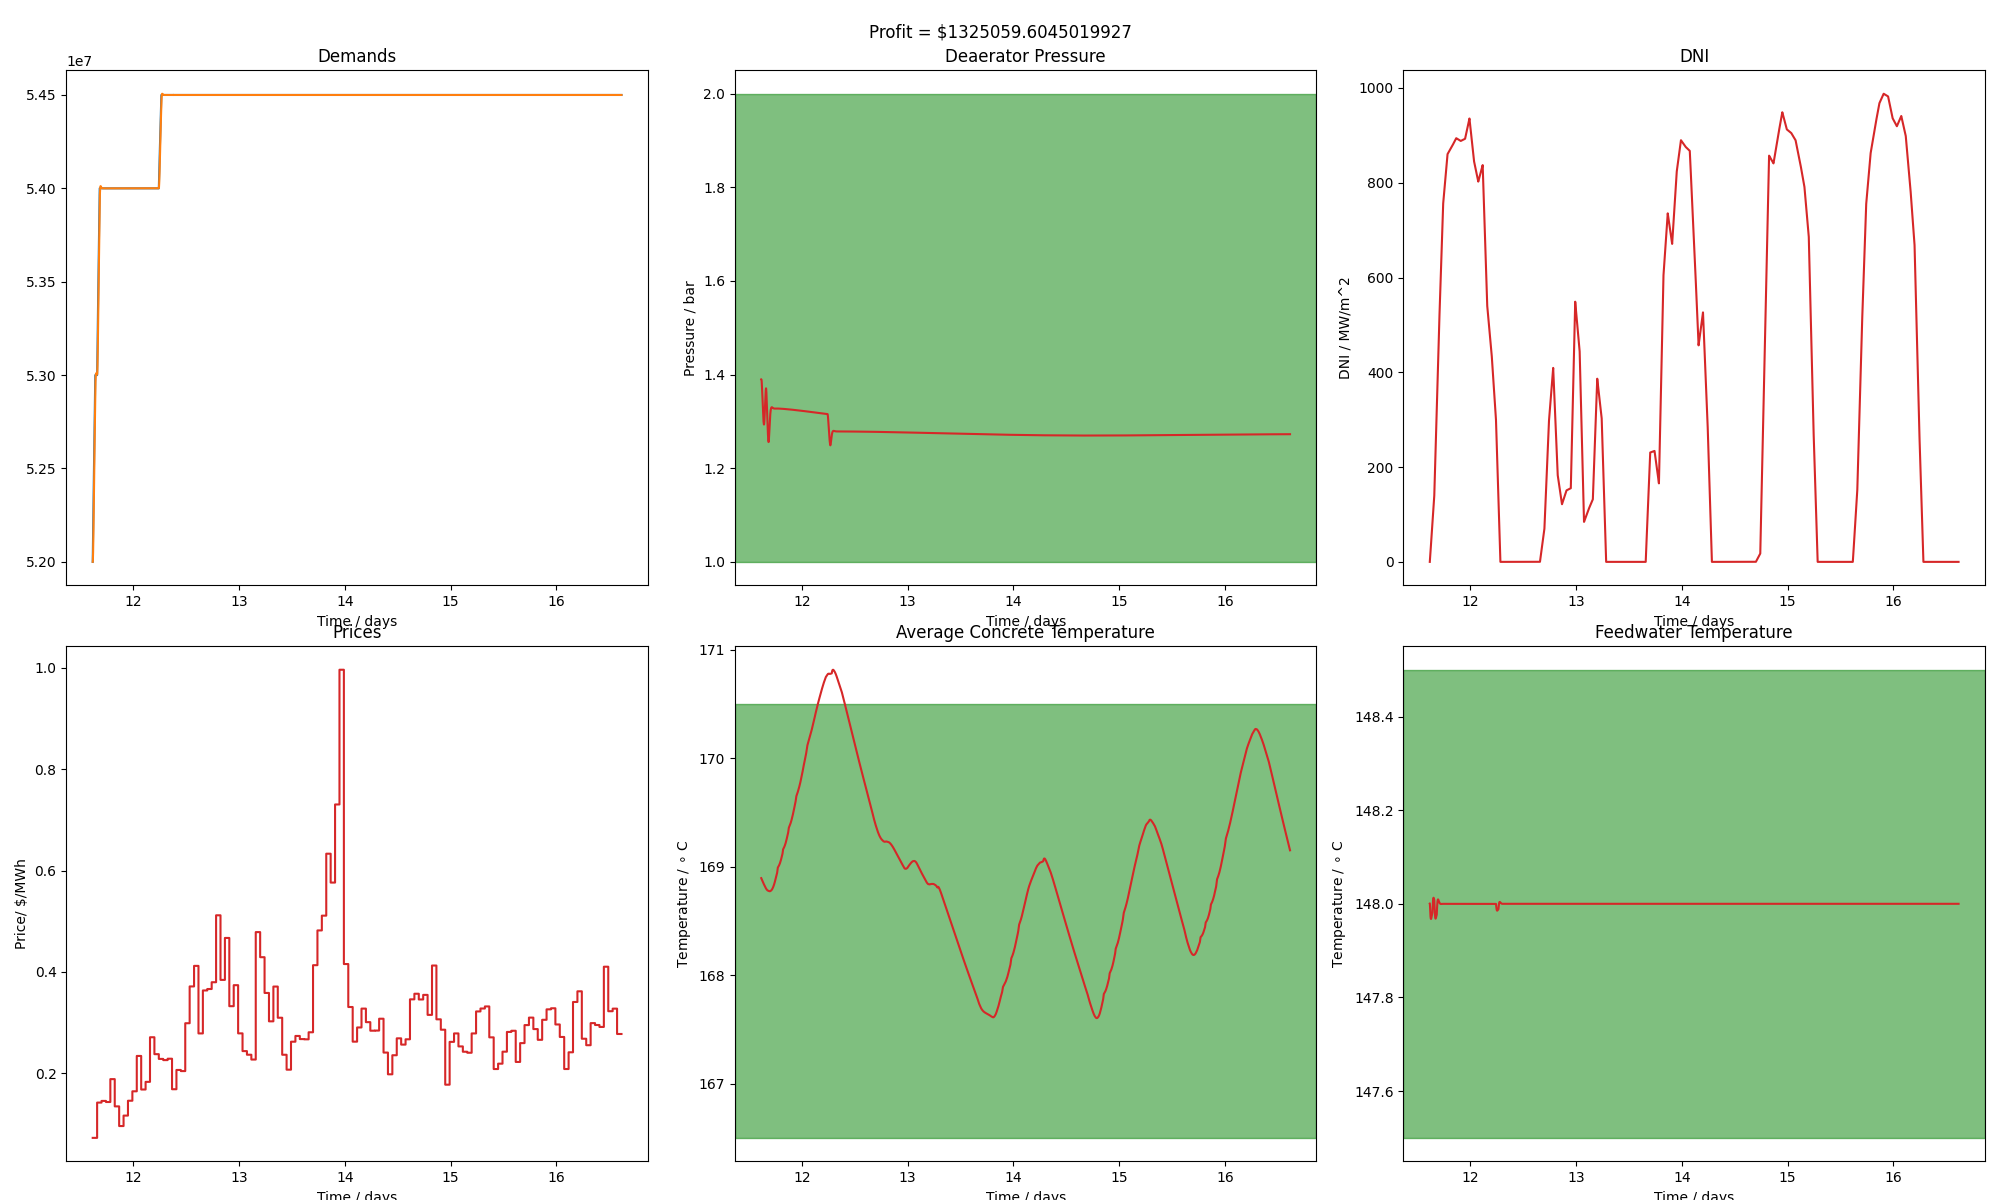 Profit = $1325059.6045019927
Demands
1e7
5.45
5.40
5.35
5.30
5.25
5.20
12 13 14 15 16
Time / days
Deaerator Pressure
Pressure / bar
2.0
1.8
1.6
1.4
1.2
1.0
12 13 14 15 16
Time / days
DNI
DNI / MW/m^2
1000
800
600
400
200
0
12 13 14 15 16
Time / days
Prices
Price/ $/MWh
1.0
0.8
0.6
0.4
0.2
12 13 14 15 16
Time / days
Average Concrete Temperature
Temperature / ∘ C
171
170
169
168
167
12 13 14 15 16
Time / days
Feedwater Temperature
Temperature / ∘ C
148.4
148.2
148.0
147.8
147.6
12 13 14 15 16
Time / days